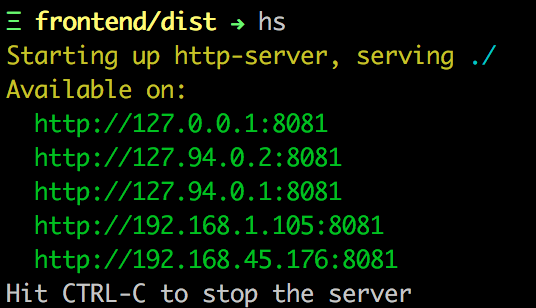 Ξ frontend/dist → hs
Starting up http-server, serving ./
Available on:
  http://127.0.0.1:8081
  http://127.94.0.2:8081
  http://127.94.0.1:8081
  http://192.168.1.105:8081
  http://192.168.45.176:8081
Hit CTRL-C to stop the server